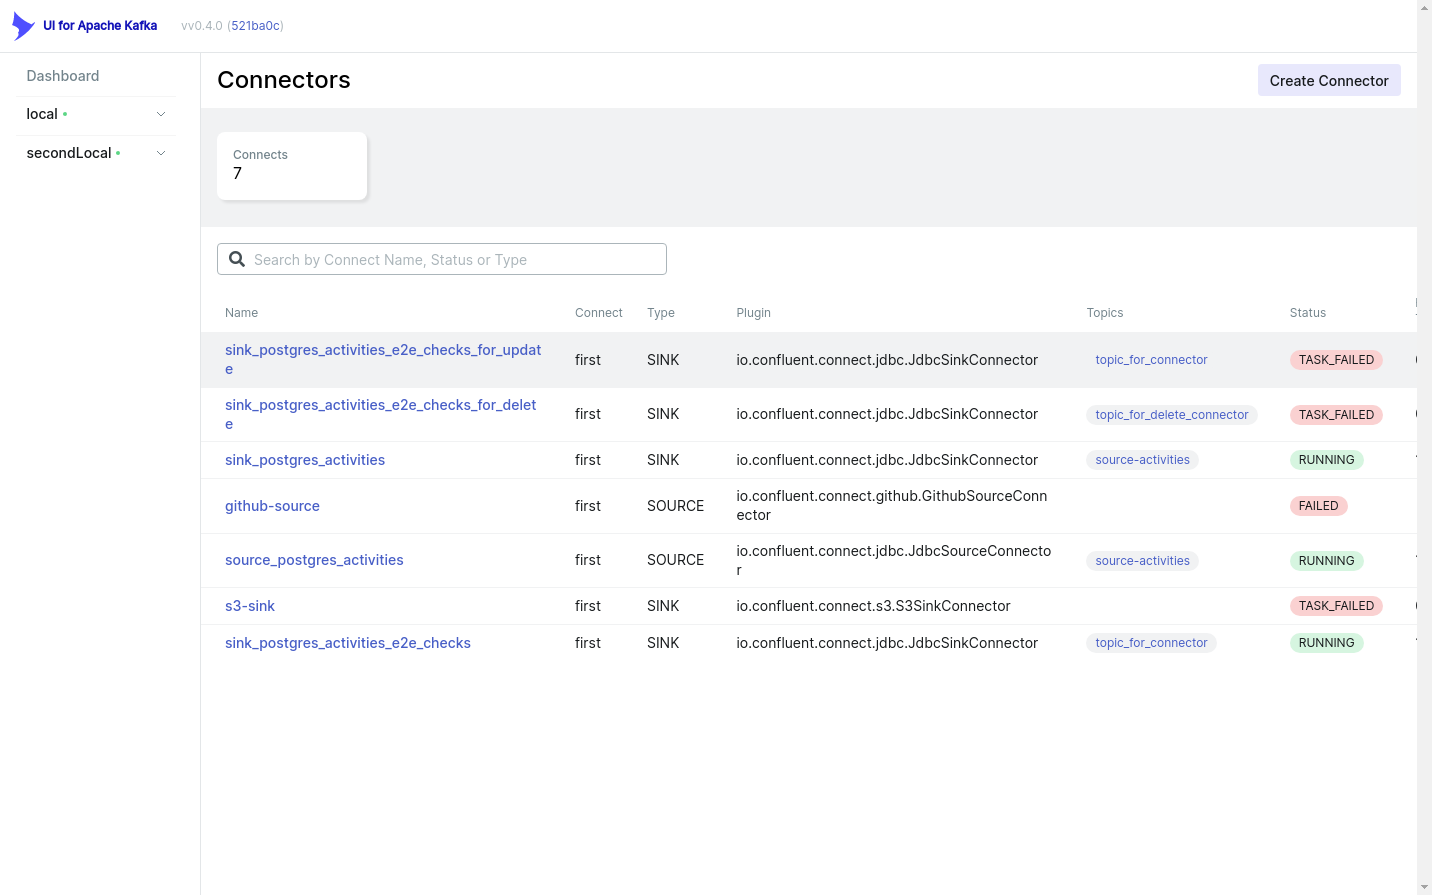 UI for Apache Kafka vv0.4.0 (521ba0c)
Dashboard
local
secondLocal
Connectors
Create Connector
Connects
7
Search by Connect Name, Status or Type
Name Connect Type Plugin Topics Status
sink_postgres_activities_e2e_checks_for_updat
e
first SINK io.confluent.connect.jdbc.JdbcSinkConnector topic_for_connector TASK_FAILED
sink_postgres_activities_e2e_checks_for_delet
e
first SINK io.confluent.connect.jdbc.JdbcSinkConnector topic_for_delete_connector TASK_FAILED
sink_postgres_activities first SINK io.confluent.connect.jdbc.JdbcSinkConnector source-activities RUNNING
github-source first SOURCE
io.confluent.connect.github.GithubSourceConn
ector
FAILED
source_postgres_activities first SOURCE
io.confluent.connect.jdbc.JdbcSourceConnecto
r
source-activities RUNNING
s3-sink first SINK io.confluent.connect.s3.S3SinkConnector TASK_FAILED
sink_postgres_activities_e2e_checks first SINK io.confluent.connect.jdbc.JdbcSinkConnector topic_for_connector RUNNING